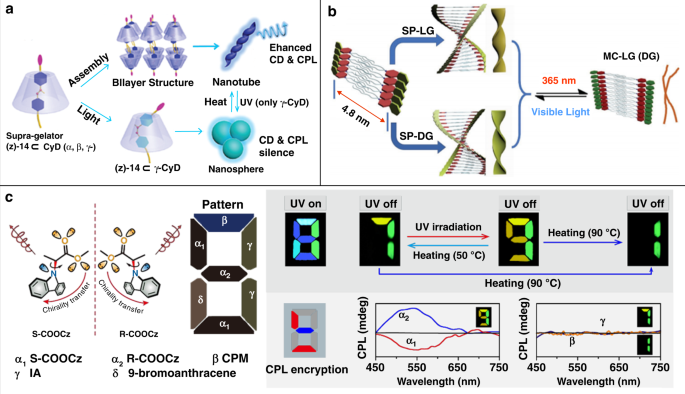 a
Assembly
Light
Supra-gelator
(z)-14 ⊂ CyD (α, β, γ-)
Bllayer Structure
(z)-14 ⊂ γ-CyD
Ehanced
CD & CPL
Nanotube
Heat
UV (only γ-CyD)
CD & CPL
silence
Nanosphere
b
4.8 nm
SP-LG
SP-DG
365 nm
Visible Light
MC-LG (DG)
c
N
O
O
O
Chirality transfer
S-COOCz
N
O
O
O
Chirality transfer
R-COOCz
Pattern
β
α1
γ
α2
δ
γ
α1
α1 S-COOCz
α2 R-COOCz
β CPM
γ IA
δ 9-bromoanthracene
UV on
UV off
UV irradiation
Heating (50 °C)
UV off
Heating (90 °C)
UV off
Heating (90 °C)
CPL encryption
CPL (mdeg)
α2
α1
450
550
650
750
Wavelength (nm)
CPL (mdeg)
γ
β
450
550
650
750
Wavelength (nm)